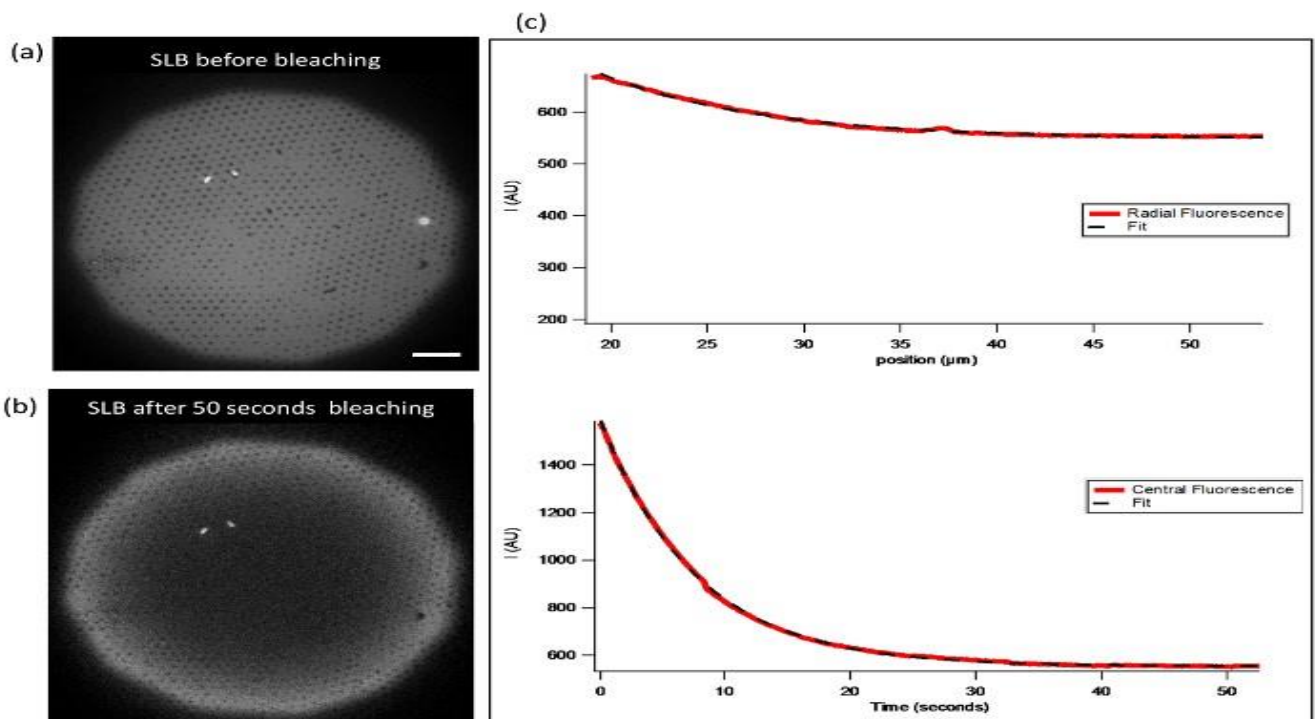 (a)
SLB before bleaching
(b)
SLB after 50 seconds bleaching
(c)
600
500
400
300
200
I (AU)
Radial Fluorescence
Fit
20 25 30 35 40 45 50
position (µm)
1400
1200
1000
800
600
I (AU)
Central Fluorescence
Fit
0 10 20 30 40 50
Time (seconds)